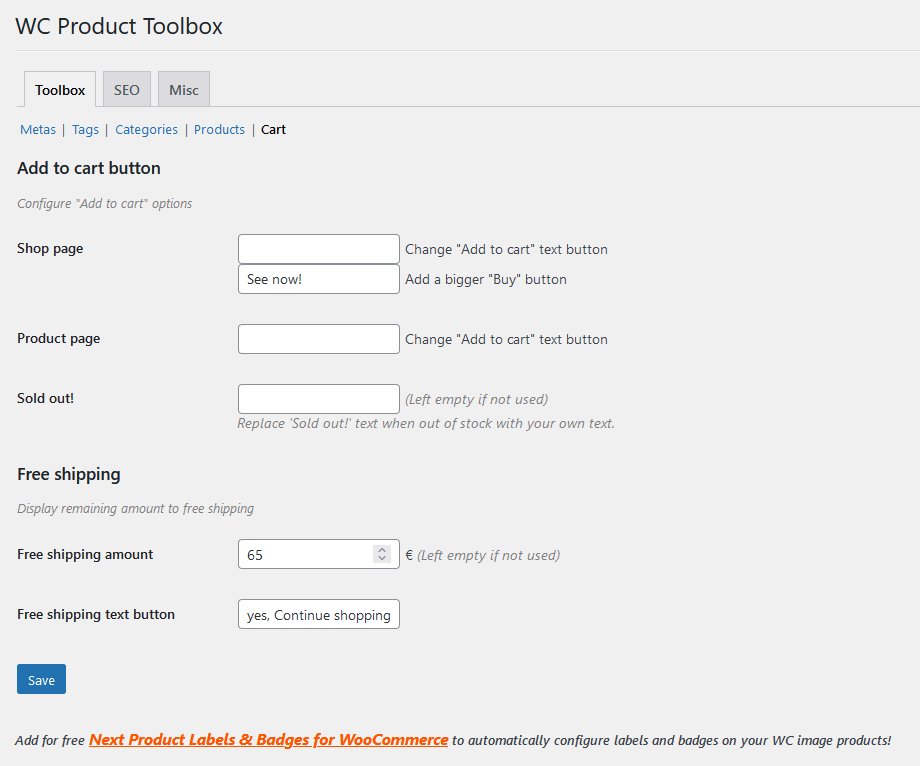 WC Product Toolbox
Toolbox SEO Misc
Metas | Tags | Categories | Products | Cart
Add to cart button
Configure "Add to cart" options
Shop page
Change "Add to cart" text button
See now! Add a bigger "Buy" button
Product page Change "Add to cart" text button
Sold out! (Left empty if not used)
Replace 'Sold out!' text when out of stock with your own text.
Free shipping
Display remaining amount to free shipping
Free shipping amount 65 € (Left empty if not used)
Free shipping text button yes, Continue shopping
Save
Add for free Next Product Labels & Badges for WooCommerce to automatically configure labels and badges on your WC image products!